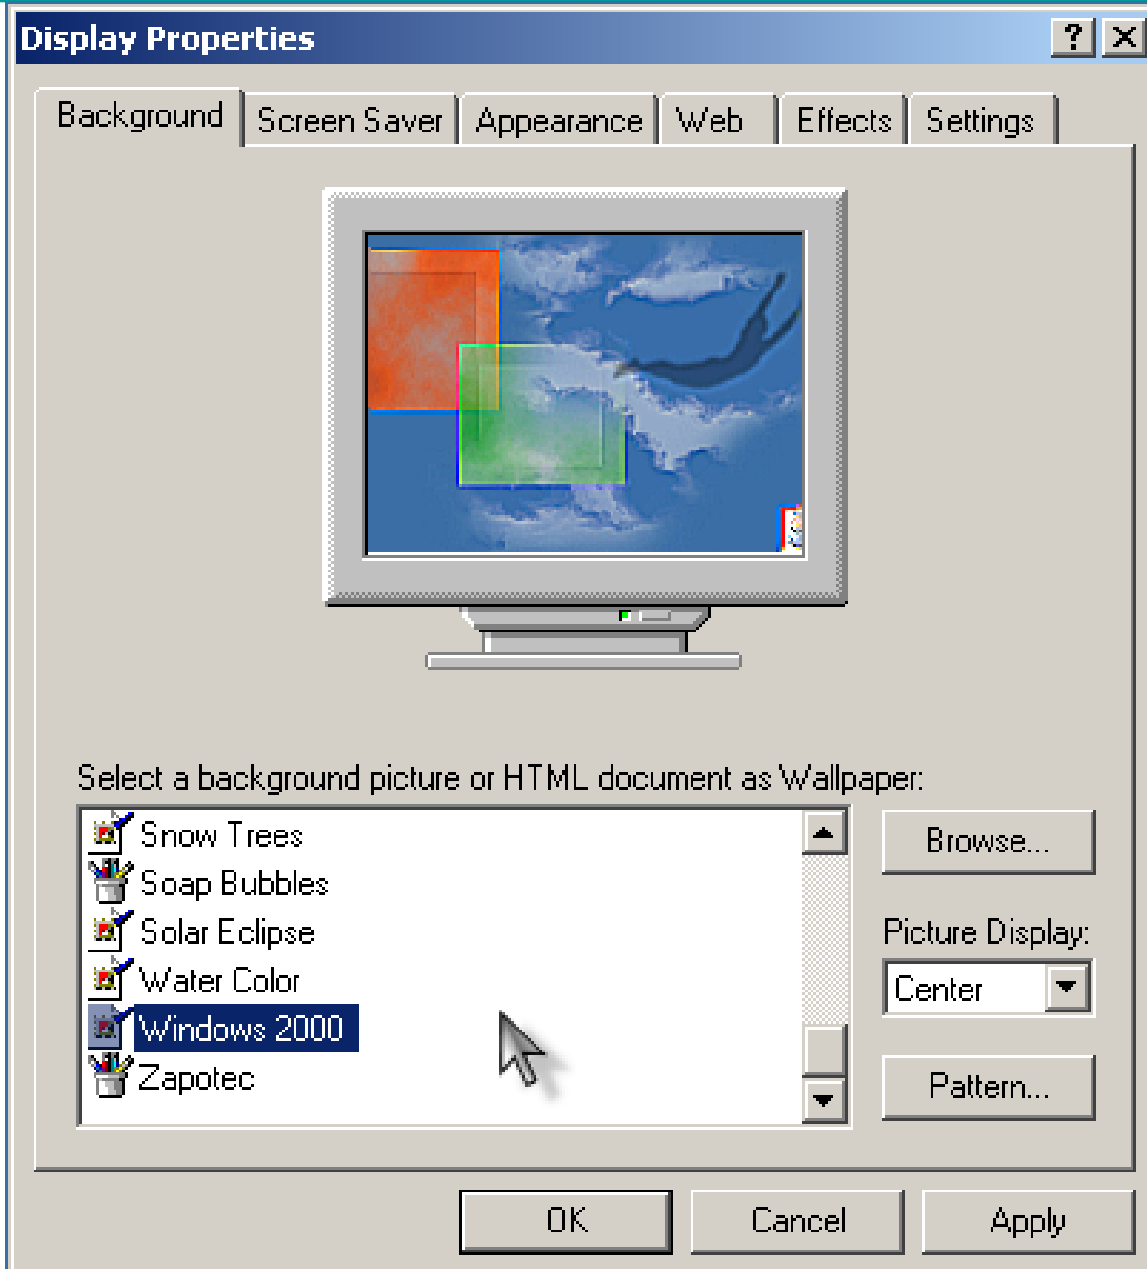 Display Properties
Background Screen Saver Appearance Web Effects Settings
Select a background picture or HTML document as Wallpaper:
Snow Trees
Soap Bubbles
Solar Eclipse
Water Color
Windows 2000
Zapotec
Browse...
Picture Display:
Center
Pattern...
OK Cancel Apply